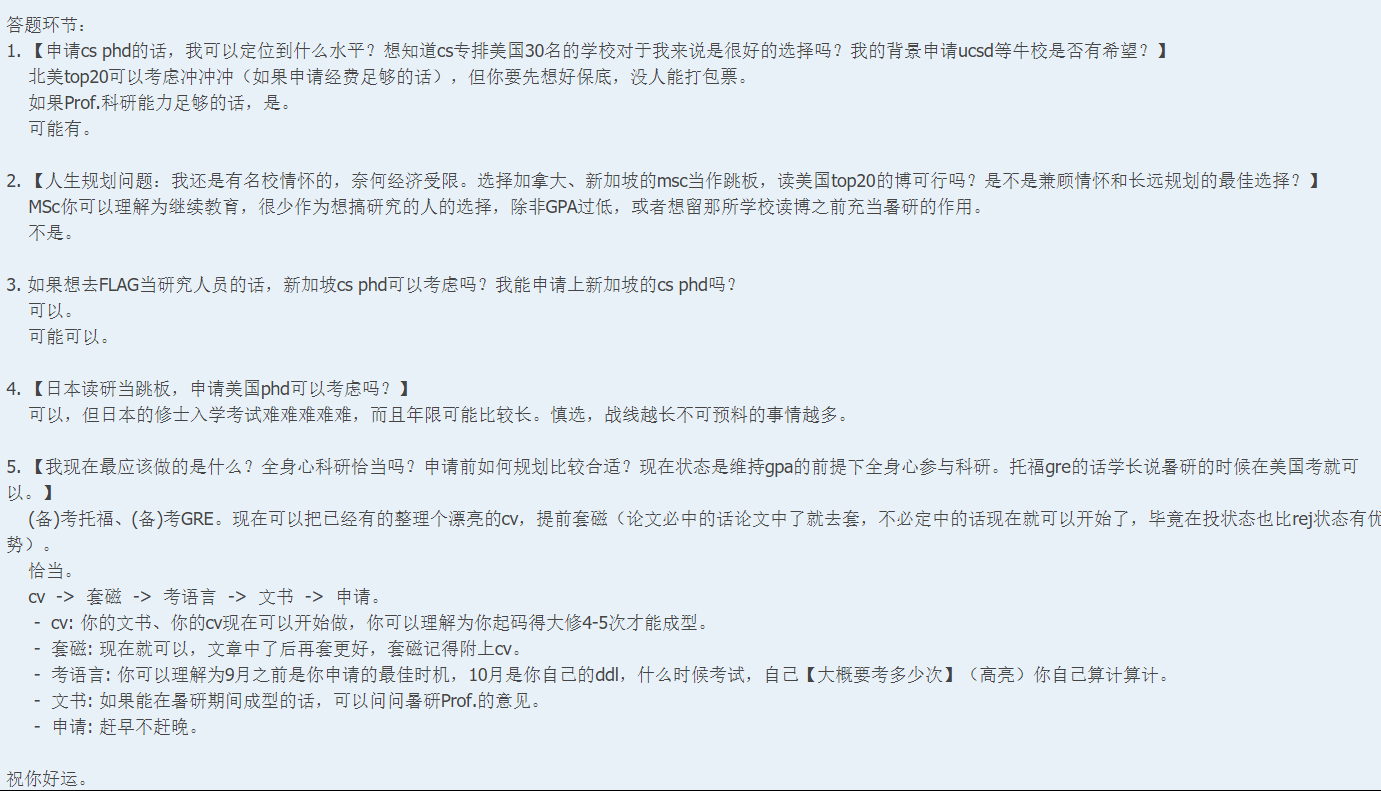 答题环节：
1. 【申请cs phd的话，我可以定位到什么水平？想知道cs专排美国30名的学校对于我来说是很好的选择吗？我的背景申请ucsd等牛校是否有希望？】
北美top20可以考虑冲冲冲（如果申请经费足够的话），但你要先想好保底，没人能打包票。
如果Prof.科研能力足够的话，是。
可能有。
2. 【人生规划问题：我还是有名校情怀的，奈何经济受限。选择加拿大、新加坡的msc当作跳板，读美国top20的博可行吗？是不是兼顾情怀和长远规划的最佳选择？】
MSc你可以理解为继续教育，很少作为想搞研究的人的选择，除非GPA过低，或者想留那所学校读博之前充当暑研的作用。
不是。
3. 如果想去FLAG当研究人员的话，新加坡cs phd可以考虑吗？我能申请上新加坡的cs phd吗？
可以。
可能可以。
4. 【日本读研当跳板，申请美国phd可以考虑吗？】
可以，但日本的修士入学考试难难难难难，而且年限可能比较长。慎选，战线越长不可预料的事情越多。
5. 【我现在最应该做的是什么？全身心科研恰当吗？申请前如何规划比较合适？现在状态是维持gpa的前提下全身心参与科研。托福gre的话学长说暑研的时候在美国考就可
以。】
(备)考托福、(备)考GRE。现在可以把已经有的整理个漂亮的cv，提前套磁（论文必中的话论文中了就去套，不必定中的话现在就可以开始了，毕竟在投状态也比rej状态有优
势）。
恰当。
cv -> 套磁 -> 考语言 -> 文书 -> 申请。
- cv: 你的文书、你的cv现在可以开始做，你可以理解为你起码得大修4-5次才能成型。
- 套磁: 现在就可以，文章中了后再套更好，套磁记得附上cv。
- 考语言: 你可以理解为9月之前是你申请的最佳时机，10月是你自己的ddl，什么时候考试，自己【大概要考多少次】（高亮）你自己算计算计。
- 文书: 如果能在暑研期间成型的话，可以问问暑研Prof.的意见。
- 申请: 赶早不赶晚。
祝你好运。